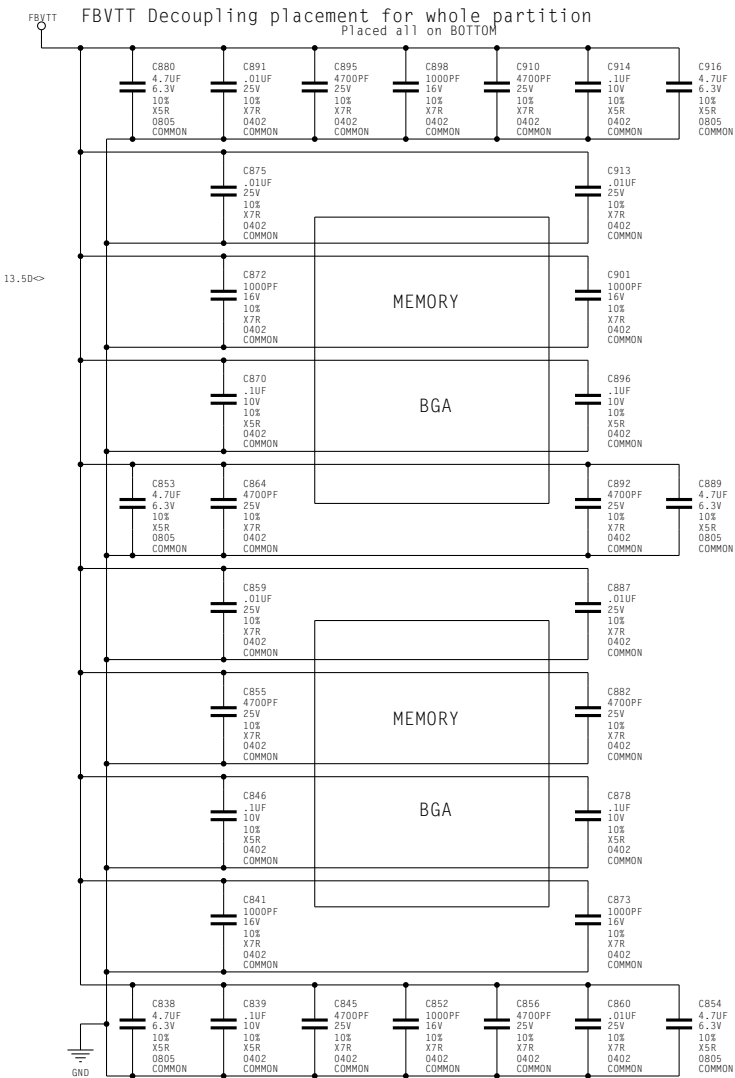 FBVTT
FBVTT Decoupling placement for whole partition
Placed all on BOTTOM
C880
4.7UF
6.3V
10%
X5R
0805
COMMON
C891
.01UF
25V
10%
X7R
0402
COMMON
C895
4700PF
25V
10%
X7R
0402
COMMON
C898
1000PF
16V
10%
X7R
0402
COMMON
C910
4700PF
25V
10%
X7R
0402
COMMON
C914
.1UF
10V
10%
X5R
0402
COMMON
C916
4.7UF
6.3V
10%
X5R
0805
COMMON
C875
.01UF
25V
10%
X7R
0402
COMMON
C913
.01UF
25V
10%
X7R
0402
COMMON
13.5D<>
C872
1000PF
16V
10%
X7R
0402
COMMON
MEMORY
C901
1000PF
16V
10%
X7R
0402
COMMON
C870
.1UF
10V
10%
X5R
0402
COMMON
BGA
C896
.1UF
10V
10%
X5R
0402
COMMON
C853
4.7UF
6.3V
10%
X5R
0805
COMMON
C864
4700PF
25V
10%
X7R
0402
COMMON
C892
4700PF
25V
10%
X7R
0402
COMMON
C889
4.7UF
6.3V
10%
X5R
0805
COMMON
C859
.01UF
25V
10%
X7R
0402
COMMON
C887
.01UF
25V
10%
X7R
0402
COMMON
C855
4700PF
25V
10%
X7R
0402
COMMON
MEMORY
C882
4700PF
25V
10%
X7R
0402
COMMON
C846
.1UF
10V
10%
X5R
0402
COMMON
BGA
C878
.1UF
10V
10%
X5R
0402
COMMON
C841
1000PF
16V
10%
X7R
0402
COMMON
C873
1000PF
16V
10%
X7R
0402
COMMON
C838
4.7UF
6.3V
10%
X5R
0805
COMMON
C839
.1UF
10V
10%
X5R
0402
COMMON
C845
4700PF
25V
10%
X7R
0402
COMMON
C852
1000PF
16V
10%
X7R
0402
COMMON
C856
4700PF
25V
10%
X7R
0402
COMMON
C860
.01UF
25V
10%
X7R
0402
COMMON
C854
4.7UF
6.3V
10%
X5R
0805
COMMON
GND